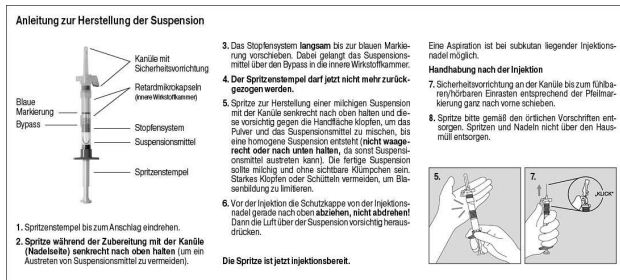 Anleitung zur Herstellung der Suspension
Kanüle mit
Sicherheitsvorrichtung
Retardmikrokapseln
(innere Wirkstoffkammer)
Blaue
Markierung
Bypass
Stopfensystem
Suspensionsmittel
Spritzenstempel
1. Spritzenstempel bis zum Anschlag eindrehen.
2. Spritze während der Zubereitung mit der Kanüle
(Nadelseite) senkrecht nach oben halten (um ein
Austreten von Suspensionsmittel zu vermeiden).
3. Das Stopfensystem langsam bis zur blauen Markie-
rung vorschieben. Dabei gelangt das Suspensions-
mittel über den Bypass in die innere Wirkstoffkammer.
4. Der Spritzenstempel darf jetzt nicht mehr zurück-
gezogen werden.
5. Spritze zur Herstellung einer milchigen Suspension
mit der Kanüle senkrecht nach oben halten und die-
se vorsichtig gegen die Handfläche klopfen, um das
Pulver und das Suspensionsmittel zu mischen, bis
eine homogene Suspension entsteht (nicht waage-
recht oder nach unten halten, da sonst Suspensi-
onsmittel austreten kann). Die fertige Suspension
sollte milchig und ohne sichtbare Klümpchen sein.
Starkes Klopfen oder Schütteln vermeiden, um Bla-
senbildung zu limitieren.
6. Vor der Injektion die Schutzkappe von der Injektions-
nadel gerade nach oben abziehen, nicht abdrehen!
Dann die Luft über der Suspension vorsichtig heraus-
drücken.
Die Spritze ist jetzt injektionsbereit.
Eine Aspiration ist bei subkutan liegender Injektions-
nadel möglich.
Handhabung nach der Injektion
7. Sicherheitsvorrichtung an der Kanüle bis zum fühlba-
ren/hörbaren Einrasten entsprechend der Pfeilmar-
kierung ganz nach vorne schieben.
8. Spritze bitte gemäß den örtlichen Vorschriften ent-
sorgen. Spritzen und Nadeln nicht über den Haus-
müll entsorgen.
5.
7.
„KLICK"